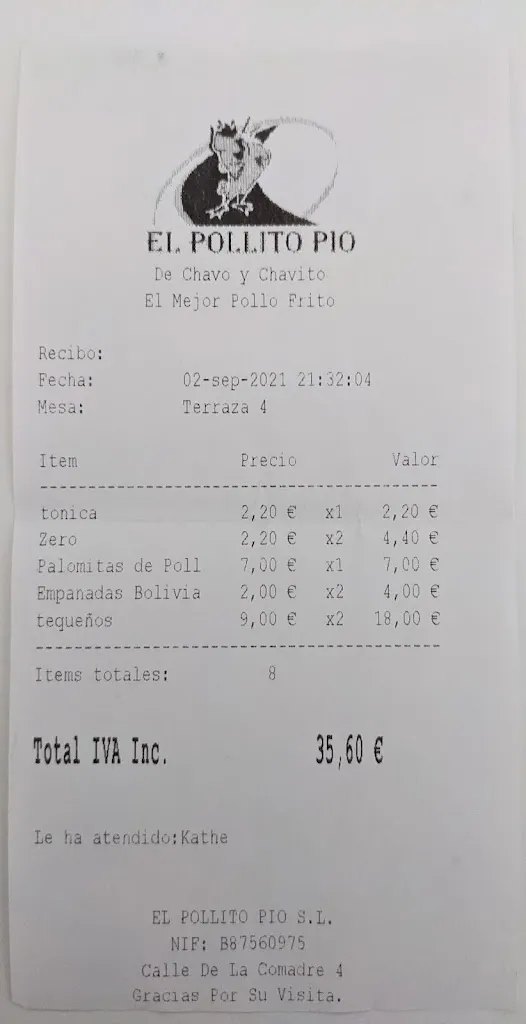 EL POLLITO PIO
De Chavo y Chavito
El Mejor Pollo Frito
Recibo:
Fecha: 02-sep-2021 21:32:04
Mesa: Terraza 4
Item Precio Valor
----------------------------------------
tonica 2,20 € x1 2,20 €
Zero 2,20 € x2 4,40 €
Palomitas de Poll 7,00 € x1 7,00 €
Empanadas Bolivia 2,00 € x2 4,00 €
tequeños 9,00 € x2 18,00 €
----------------------------------------
Items totales: 8
Total IVA Inc. 35,60 €
Le ha atendido:Kathe
EL POLLITO PIO S.L.
NIF: B87560975
Calle De La Comadre 4
Gracias Por Su Visita.